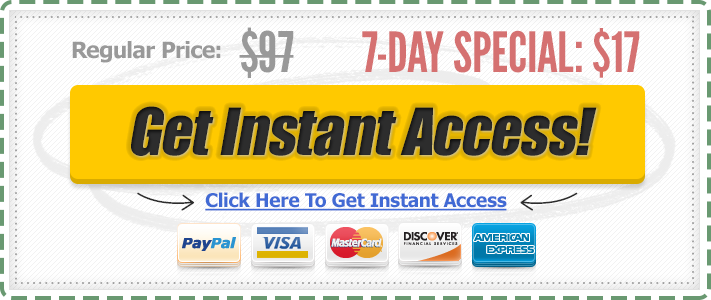 Regular Price: $97 7-DAY SPECIAL: $17
Get Instant Access!
Click Here To Get Instant Access
PayPal VISA MasterCard DISCOVER FINANCIAL SERVICES AMERICAN EXPRESS